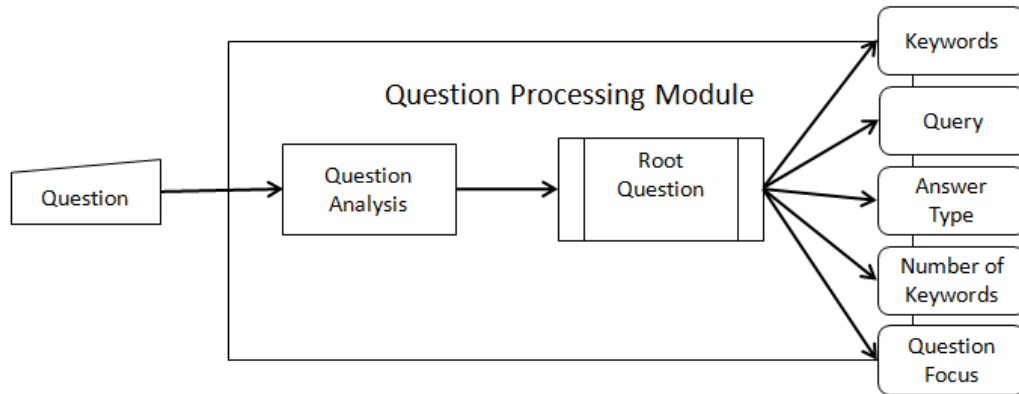 Question Processing Module
Question
Question
Analysis
Root
Question
Keywords
Query
Answer
Type
Number of
Keywords
Question
Focus